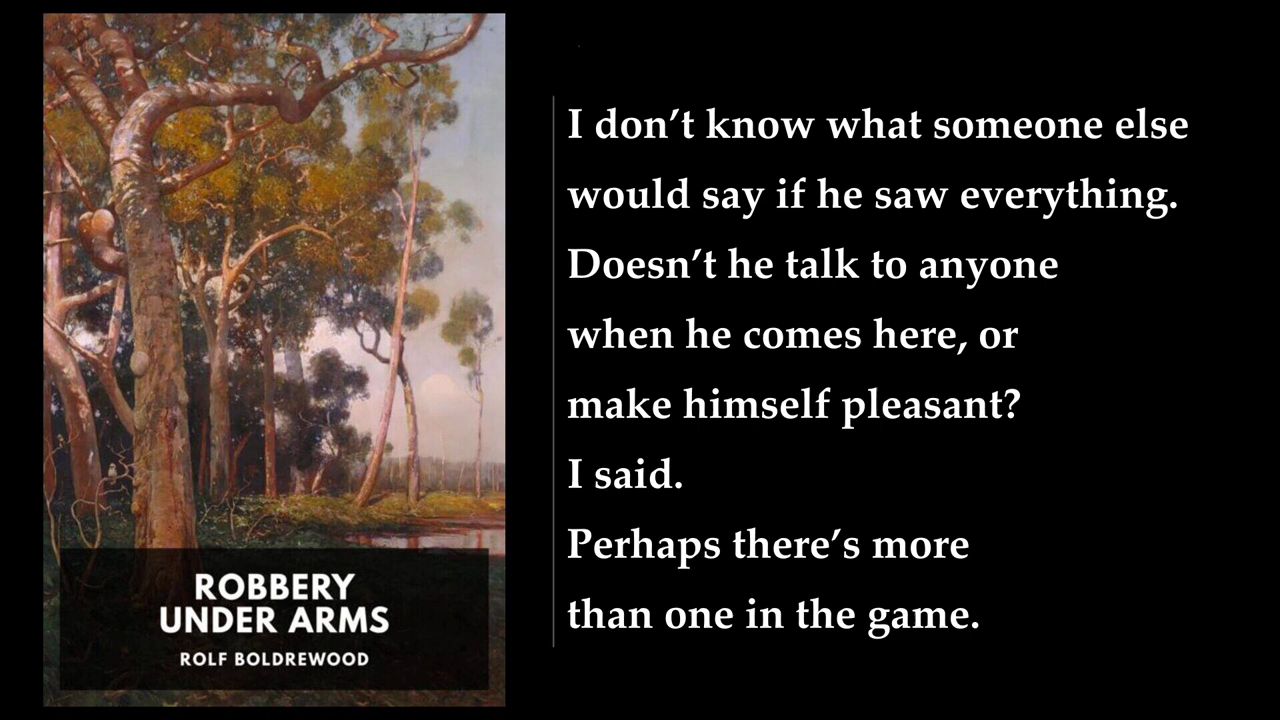 ROBBERY
UNDER ARMS
ROLF BOLDREWOOD
I don’t know what someone else
would say if he saw everything.
Doesn’t he talk to anyone
when he comes here, or
make himself pleasant?
I said.
Perhaps there’s more
than one in the game.